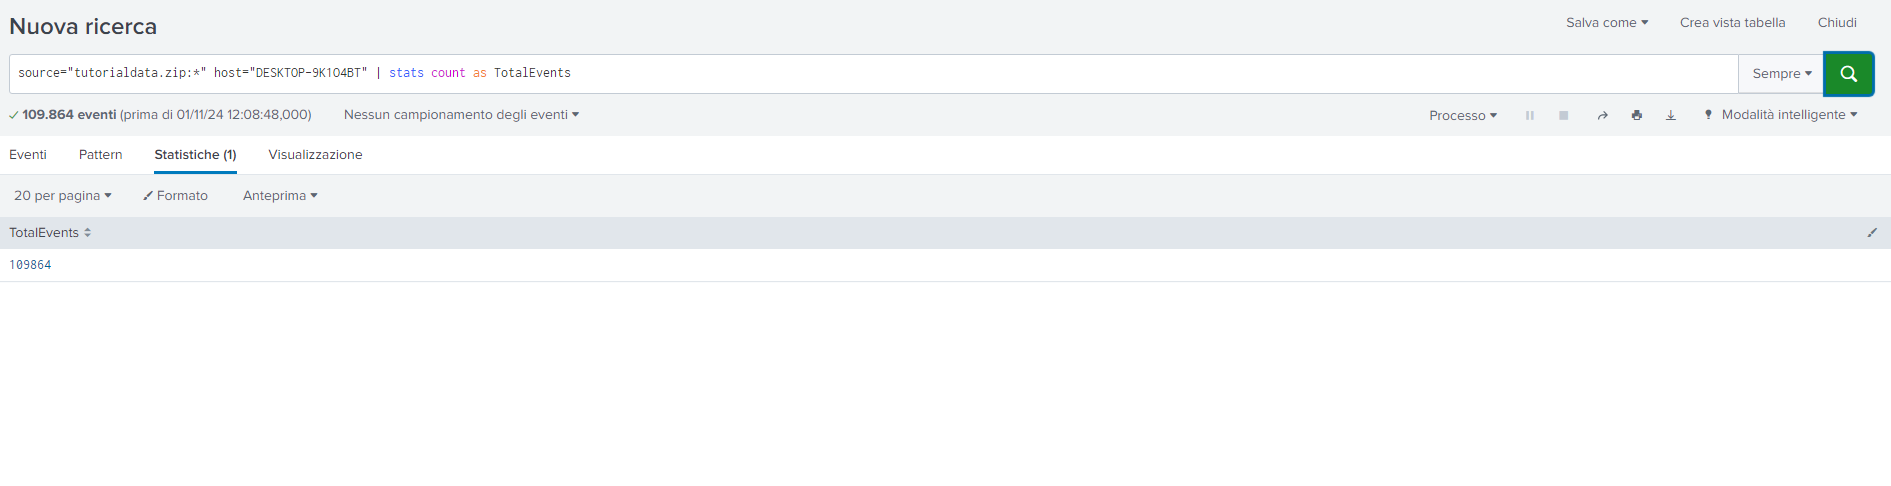 Nuova ricerca
Salva come
Crea vista tabella
Chiudi
source="tutorialdata.zip:*" host="DESKTOP-9K104BT" | stats count as TotalEvents
Sempre
109.864 eventi (prima di 01/11/24 12:08:48,000)
Nessun campionamento degli eventi
Processo
Modalità intelligente
Eventi
Pattern
Statistiche (1)
Visualizzazione
20 per pagina
Formato
Anteprima
TotalEvents
109864